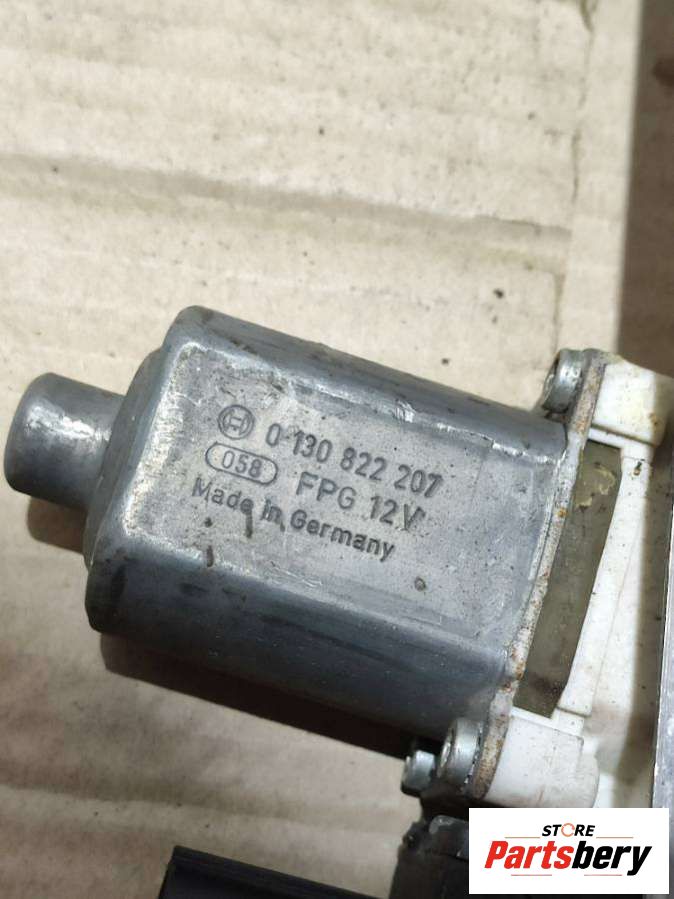 0 130 822 207
058 FPG 12V
Made in Germany
STORE
Partsbery